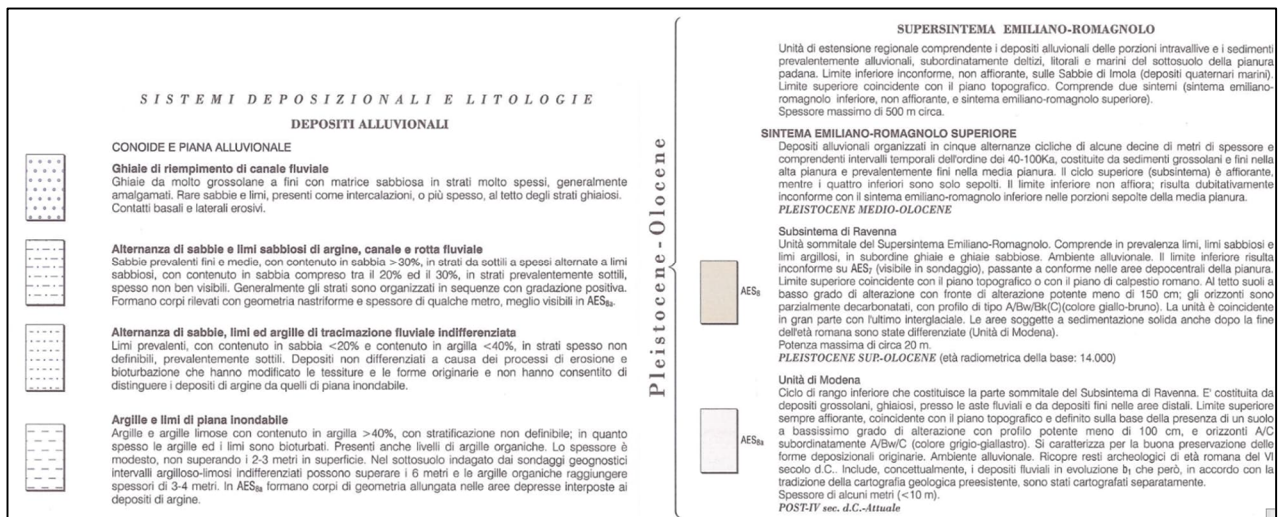 SISTEMI DEPOSIZIONALI E LITOLOGIE
DEPOSITI ALLUVIONALI
CONOIDE E PIANA ALLUVIONALE
Ghiaie di riempimento di canale fluviale
Ghiaie da molto grossolane a fini con matrice sabbiosa in strati molto spessi, generalmente
amalgamati. Rare sabbie e limi, presenti come intercalazioni, o più spesso, al tetto degli strati ghiaiosi.
Contatti basali e laterali erosivi.
Alternanza di sabbie e limi sabbiosi di argine, canale e rotta fluviale
Sabbie prevalenti fini e medie, con contenuto in sabbia >30%, in strati da sottili a spessi alternate a limi
sabbiosi, con contenuto in sabbia compreso tra il 20% ed il 30%, in strati prevalentemente sottili,
spesso non ben visibili. Generalmente gli strati sono organizzati in sequenze con gradazione positiva.
Formano corpi rilevati con geometria nastriforme e spessore di qualche metro, meglio visibili in AES8a.
Alternanza di sabbie, limi ed argille di tracimazione fluviale indifferenziata
Limi prevalenti, con contenuto in sabbia <20% e contenuto in argilla <40%, in strati spesso non
definibili, prevalentemente sottili. Depositi non differenziati a causa dei processi di erosione e
bioturbazione che hanno modificato le tessiture e le forme originarie e non hanno consentito di
distinguere i depositi di argine da quelli di piana inondabile.
Argille e limi di piana inondabile
Argille e argille limose con contenuto in argilla >40%, con stratificazione non definibile; in quanto
spesso le argille ed i limi sono bioturbati. Presenti anche livelli di argille organiche. Lo spessore è
modesto, non superando i 2-3 metri in superficie. Nel sottosuolo indagato dai sondaggi geognostici
intervalli argilloso-limosi indifferenziati possono superare i 6 metri e le argille organiche raggiungere
spessori di 3-4 metri. In AES8a formano corpi di geometria allungata nelle aree depresse interposte ai
depositi di argine.
Pleistocene-Olocene
SUPERSINTEMA EMILIANO-ROMAGNOLO
Unità di estensione regionale comprendente i depositi alluvionali delle porzioni intravallive e i sedimenti
prevalentemente alluvionali, subordinatamente deltizi, litorali e marini del sottosuolo della pianura
padana. Limite inferiore inconforme, non affiorante, sulle Sabbie di Imola (depositi quaternari marini).
Limite superiore coincidente con il piano topografico. Comprende due sintemi (sintema emiliano-
romagnolo inferiore, non affiorante, e sintema emiliano-romagnolo superiore).
Spessore massimo di 500 m circa.
SINTEMA EMILIANO-ROMAGNOLO SUPERIORE
Depositi alluvionali organizzati in cinque alternanze cicliche di alcune decine di metri di spessore e
comprendenti intervalli temporali dell'ordine dei 40-100Ka, costituite da sedimenti grossolani e fini nella
alta pianura e prevalentemente fini nella media pianura. Il ciclo superiore (subsintema) è affiorante,
mentre i quattro inferiori sono solo sepolti. Il limite inferiore non affiora; risulta dubitativamente
inconforme con il sintema emiliano-romagnolo inferiore nelle porzioni sepolte della media pianura.
PLEISTOCENE MEDIO-OLOCENE
Subsintema di Ravenna
Unità sommitale del Supersintema Emiliano-Romagnolo. Comprende in prevalenza limi, limi sabbiosi e
limi argillosi, in subordine ghiaie e ghiaie sabbiose. Ambiente alluvionale. Il limite inferiore risulta
inconforme su AES7 (visibile in sondaggio), passante a conforme nelle aree depocentrali della pianura.
AES8 Limite superiore coincidente con il piano topografico o con il piano di calpestio romano. Al tetto suoli a
basso grado di alterazione con fronte di alterazione potente meno di 150 cm; gli orizzonti sono
parzialmente decarbonatati, con profilo di tipo A/Bw/Bk(C)(colore giallo-bruno). La unità è coincidente
in gran parte con l'ultimo interglaciale. Le aree soggette a sedimentazione solida anche dopo la fine
dell'età romana sono state differenziate (Unità di Modena).
Potenza massima di circa 20 m.
PLEISTOCENE SUP.-OLOCENE (età radiometrica della base: 14.000)
Unità di Modena
Ciclo di rango inferiore che costituisce la parte sommitale del Subsintema di Ravenna. E' costituita da
depositi grossolani, ghiaiosi, presso le aste fluviali e da depositi fini nelle aree distali. Limite superiore
sempre affiorante, coincidente con il piano topografico e definito sulla base della presenza di un suolo
a bassissimo grado di alterazione con profilo potente meno di 100 cm, e orizzonti A/C
AES8a subordinatamente A/Bw/C (colore grigio-giallastro). Si caratterizza per la buona preservazione delle
forme deposizionali originarie. Ambiente alluvionale. Ricopre resti archeologici di età romana del VI
secolo d.C.. Include, concettualmente, i depositi fluviali in evoluzione b1 che però, in accordo con la
tradizione della cartografia geologica preesistente, sono stati cartografati separatamente.
Spessore di alcuni metri (<10 m).
POST-IV sec. d.C.-Attuale